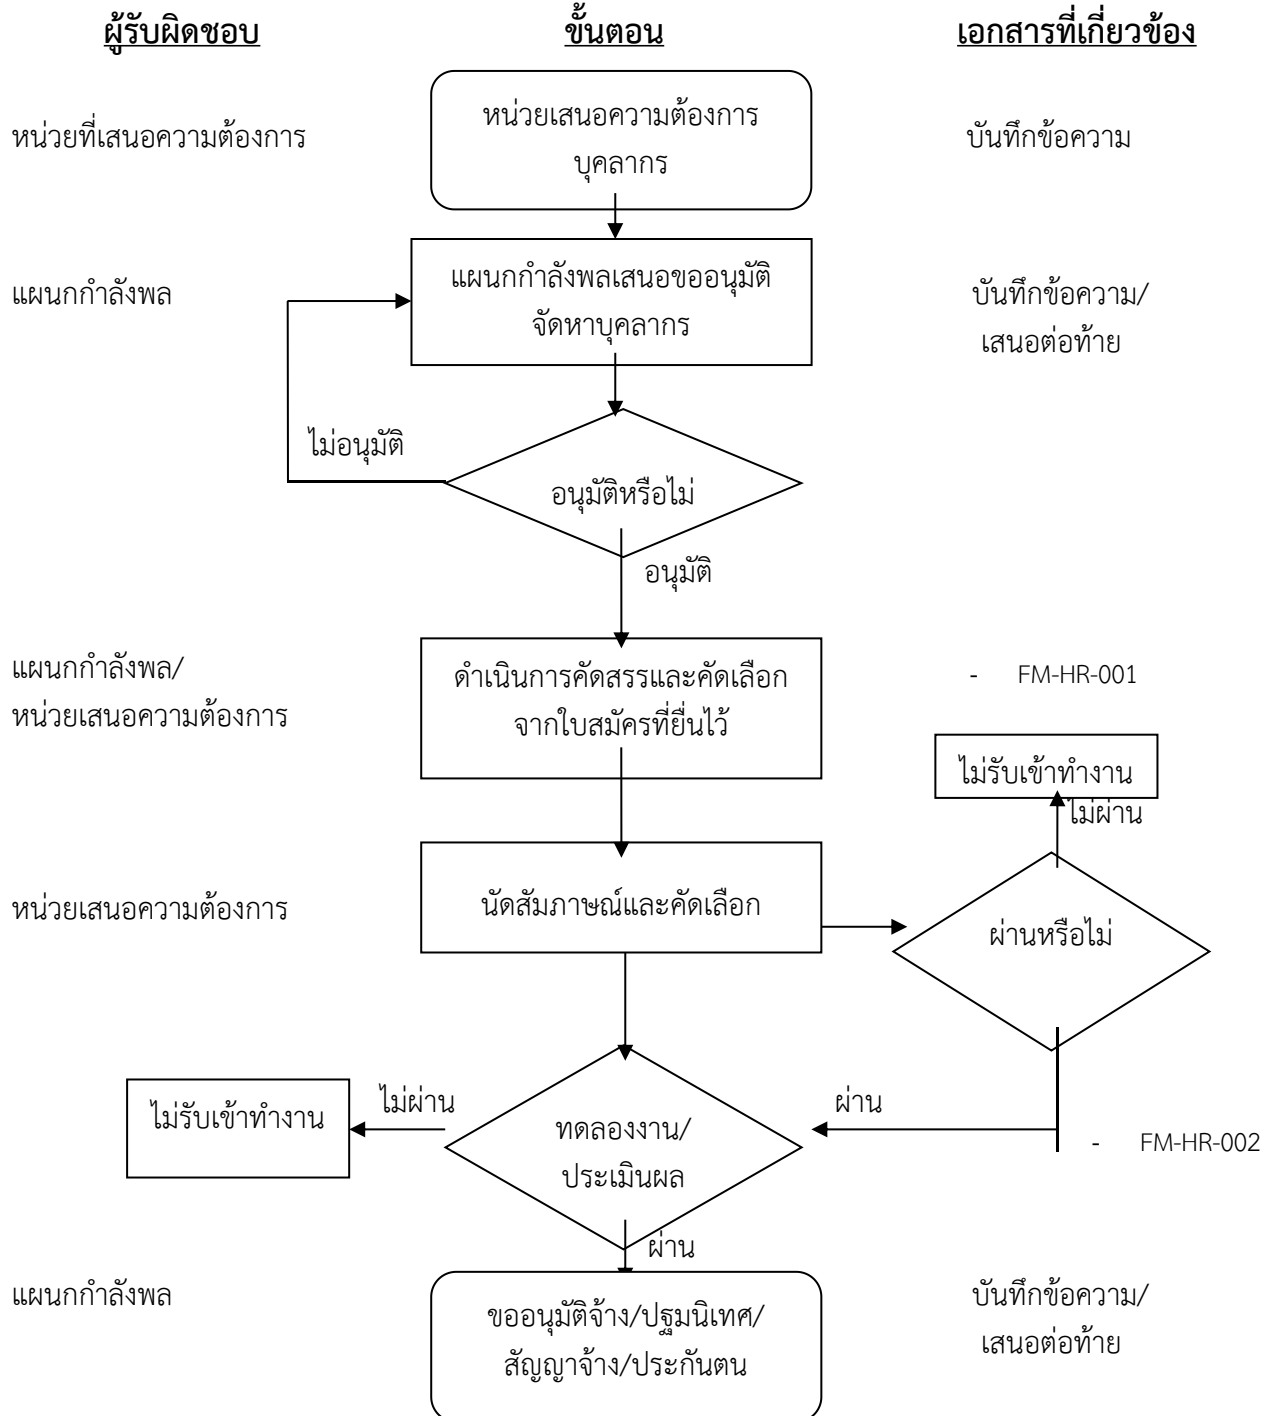 ผู้รับผิดชอบ
ขั้นตอน
เอกสารที่เกี่ยวข้อง
หน่วยที่เสนอความต้องการ
หน่วยเสนอความต้องการ
บุคลากร
บันทึกข้อความ
แผนกกำลังพล
แผนกกำลังพลเสนอขออนุมัติ
จัดหาบุคลากร
บันทึกข้อความ/
เสนอต่อท้าย
ไม่อนุมัติ
อนุมัติหรือไม่
อนุมัติ
แผนกกำลังพล/
หน่วยเสนอความต้องการ
ดำเนินการคัดสรรและคัดเลือก
จากใบสมัครที่ยื่นไว้
- FM-HR-001
ไม่รับเข้าทำงาน
ไม่ผ่าน
หน่วยเสนอความต้องการ
นัดสัมภาษณ์และคัดเลือก
ผ่านหรือไม่
ไม่รับเข้าทำงาน
ไม่ผ่าน
ทดลองงาน/
ประเมินผล
ผ่าน
- FM-HR-002
ผ่าน
แผนกกำลังพล
ขออนุมัติจ้าง/ปฐมนิเทศ/
สัญญาจ้าง/ประกันตน
บันทึกข้อความ/
เสนอต่อท้าย